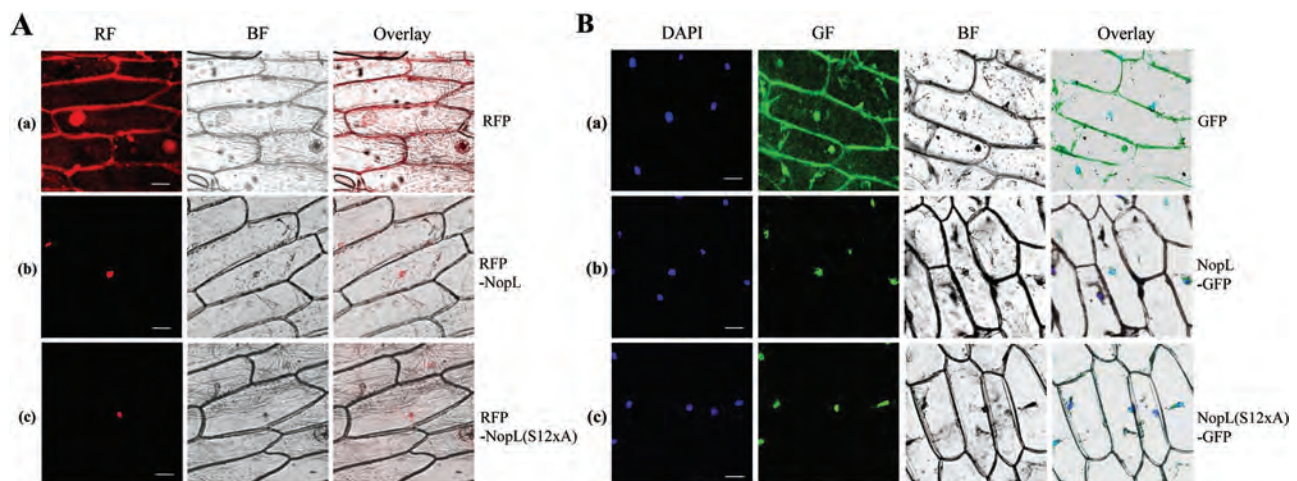 A
RF BF Overlay
(a)
RFP
(b)
RFP
-NopL
(c)
RFP
-NopL(S12xA)
B
DAPI GF BF Overlay
(a)
GFP
(b)
NopL
-GFP
(c)
NopL(S12xA)
-GFP